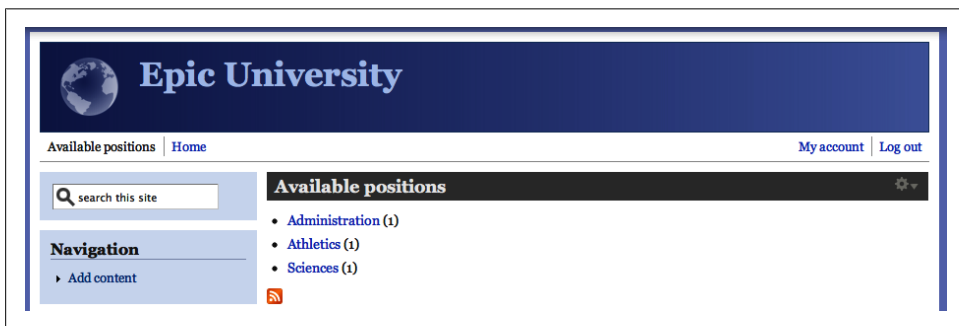 Epic University
Available positions Home My account Log out
search this site
Navigation
Add content
Available positions
Administration (1)
Athletics (1)
Sciences (1)